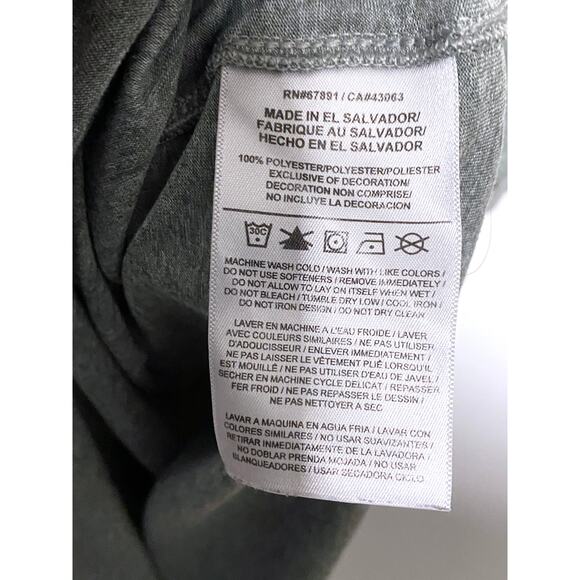 RN#67891 / CA#43063
MADE IN EL SALVADOR/
FABRIQUE AU SALVADOR/
HECHO EN EL SALVADOR
100% POLYESTER/POLYESTER/POLIESTER
EXCLUSIVE OF DECORATION/
DECORATION NON COMPRISE/
NO INCLUYE LA DECORACION
30C
MACHINE WASH COLD / WASH WITH LIKE COLORS /
DO NOT USE SOFTENERS / REMOVE IMMEDIATELY /
DO NOT ALLOW TO LAY ON ITSELF WHEN WET /
DO NOT BLEACH / TUMBLE DRY LOW / COOL IRON /
DO NOT IRON DESIGN / DO NOT DRY CLEAN
LAVER EN MACHINE A L'EAU FROIDE / LAVER
AVEC COULEURS SIMILAIRES / NE PAS UTILISER
D'ADOUCISSEUR / ENLEVER IMMEDIATEMENT /
NE PAS LAISSER LE VÊTEMENT PLIÉ LORSQU'IL
EST MOUILLÉ / NE PAS UTILISER D'EAU DE JAVEL /
SECHER EN MACHINE CYCLE DELICAT / REPASSER
FER FROID / NE PAS REPASSER LE DESSIN /
NE PAS NETTOYER A SEC
LAVAR A MAQUINA EN AGUA FRIA / LAVAR CON
COLORES SIMILARES / NO USAR SUAVIZANTES /
RETIRAR INMEDIATAMENTE DE LA LAVADORA /
NO DOBLAR PRENDA MOJADA / NO USAR
BLANQUEADORES / USAR SECADORA CICLO